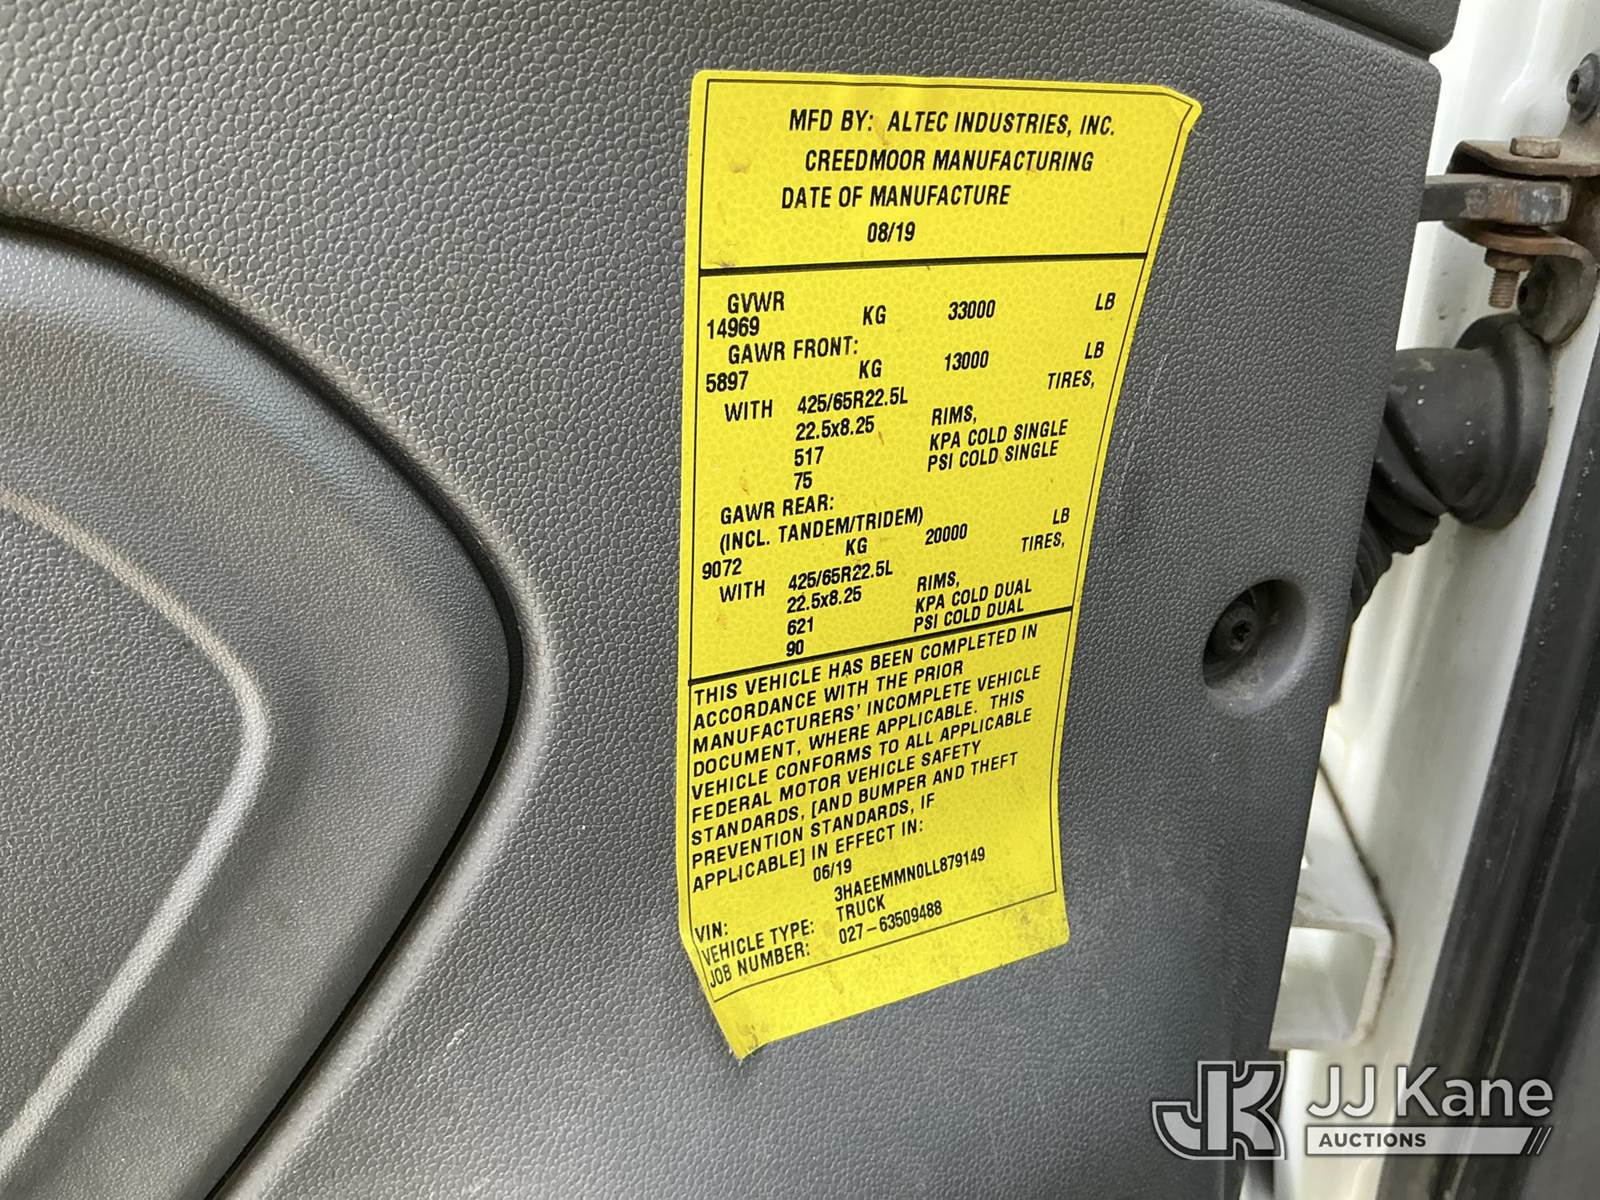 MFD BY: ALTEC INDUSTRIES, INC.
CREEDMOOR MANUFACTURING
DATE OF MANUFACTURE
08/19
GVWR
14969 KG 33000 LB
GAWR FRONT:
5897 KG 13000 LB
WITH 425/65R22.5L TIRES,
22.5x8.25 RIMS,
517 KPA COLD SINGLE
75 PSI COLD SINGLE
GAWR REAR:
(INCL. TANDEM/TRIDEM)
9072 KG 20000 LB
WITH 425/65R22.5L TIRES,
22.5x8.25 RIMS,
621 KPA COLD DUAL
90 PSI COLD DUAL
THIS VEHICLE HAS BEEN COMPLETED IN
ACCORDANCE WITH THE PRIOR
MANUFACTURERS' INCOMPLETE VEHICLE
DOCUMENT, WHERE APPLICABLE. THIS
VEHICLE CONFORMS TO ALL APPLICABLE
FEDERAL MOTOR VEHICLE SAFETY
STANDARDS, [AND BUMPER AND THEFT
PREVENTION STANDARDS, IF
APPLICABLE] IN EFFECT IN:
06/19
VIN: 3HAEEMMN0LL879149
VEHICLE TYPE: TRUCK
JOB NUMBER: 027-63509488
JK JJ Kane
AUCTIONS